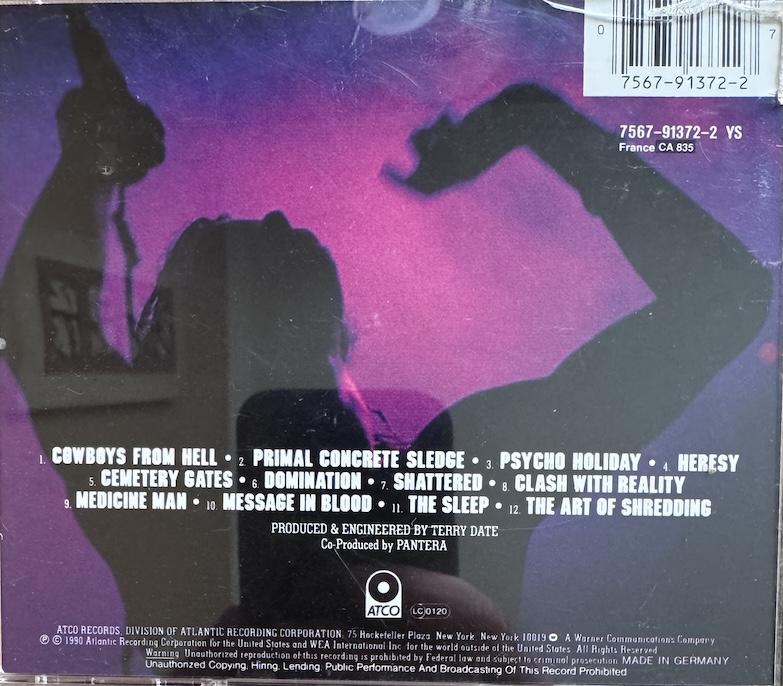 0 7
7567-91372-2
7567-91372-2 YS
France CA 835
1. COWBOYS FROM HELL • 2. PRIMAL CONCRETE SLEDGE • 3. PSYCHO HOLIDAY • 4. HERESY
5. CEMETERY GATES • 6. DOMINATION • 7. SHATTERED • 8. CLASH WITH REALITY
9. MEDICINE MAN • 10. MESSAGE IN BLOOD • 11. THE SLEEP • 12. THE ART OF SHREDDING
PRODUCED & ENGINEERED BY TERRY DATE
Co-Produced by PANTERA
ATCO
LC 0120
ATCO RECORDS, DIVISION OF ATLANTIC RECORDING CORPORATION, 75 Rockefeller Plaza, New York, New York 10019 A Warner Communications Company
℗ © 1990 Atlantic Recording Corporation for the United States and WEA International Inc. for the world outside of the United States. All Rights Reserved.
Warning: Unauthorized reproduction of this recording is prohibited by Federal law and subject to criminal prosecution. MADE IN GERMANY
Unauthorized Copying, Hiring, Lending, Public Performance And Broadcasting Of This Record Prohibited